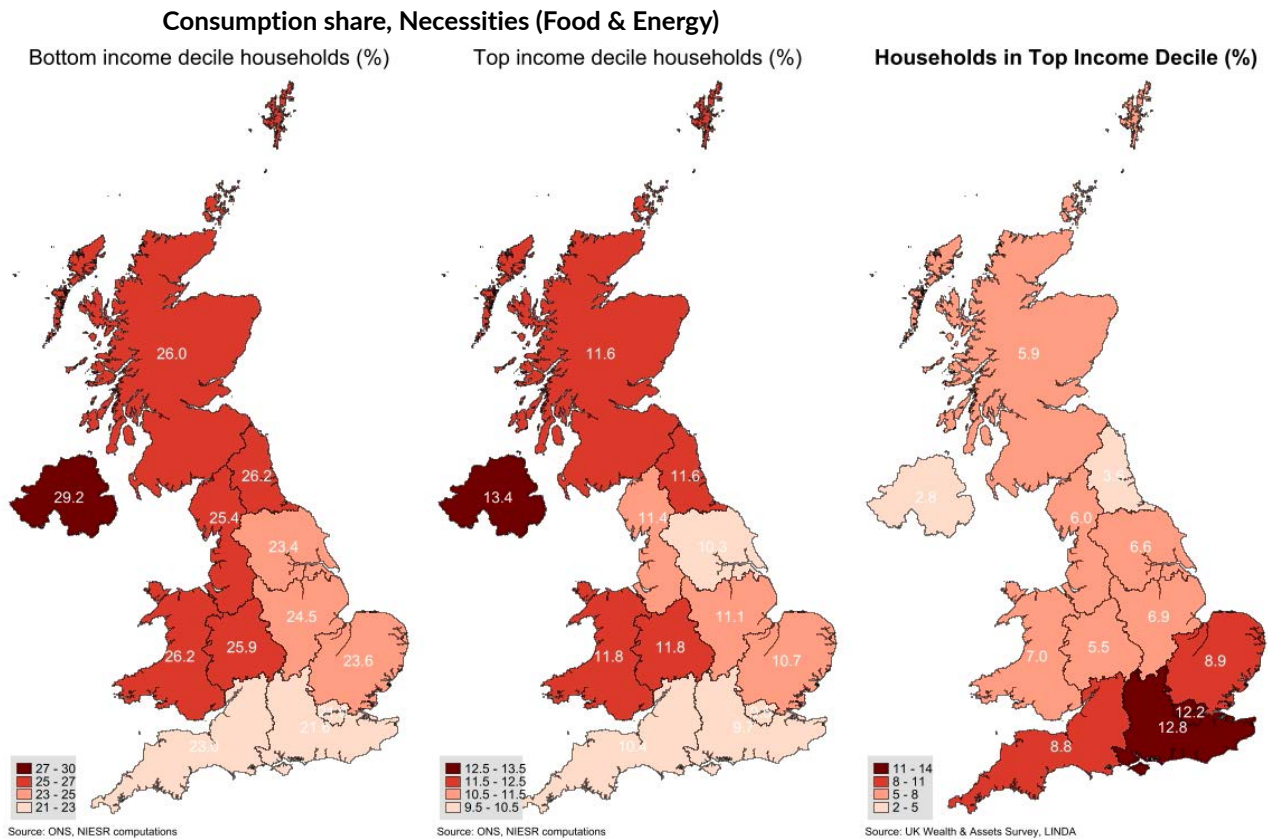 Consumption share, Necessities (Food & Energy)
Bottom income decile households (%)
Top income decile households (%)
Households in Top Income Decile (%)
26.0
26.2
29.2
25.4
23.4
24.5
26.2
25.9
23.6
27 - 30
25 - 27
23 - 25
21 - 23
Source: ONS, NIESR computations
11.6
11.6
13.4
11.4
10.3
11.1
11.8
11.8
10.7
12.5 - 13.5
11.5 - 12.5
10.5 - 11.5
9.5 - 10.5
Source: ONS, NIESR computations
5.9
2.8
6.0
6.6
6.9
7.0
5.5
8.9
12.2
12.8
8.8
11 - 14
8 - 11
5 - 8
2 - 5
Source: UK Wealth & Assets Survey, LINDA